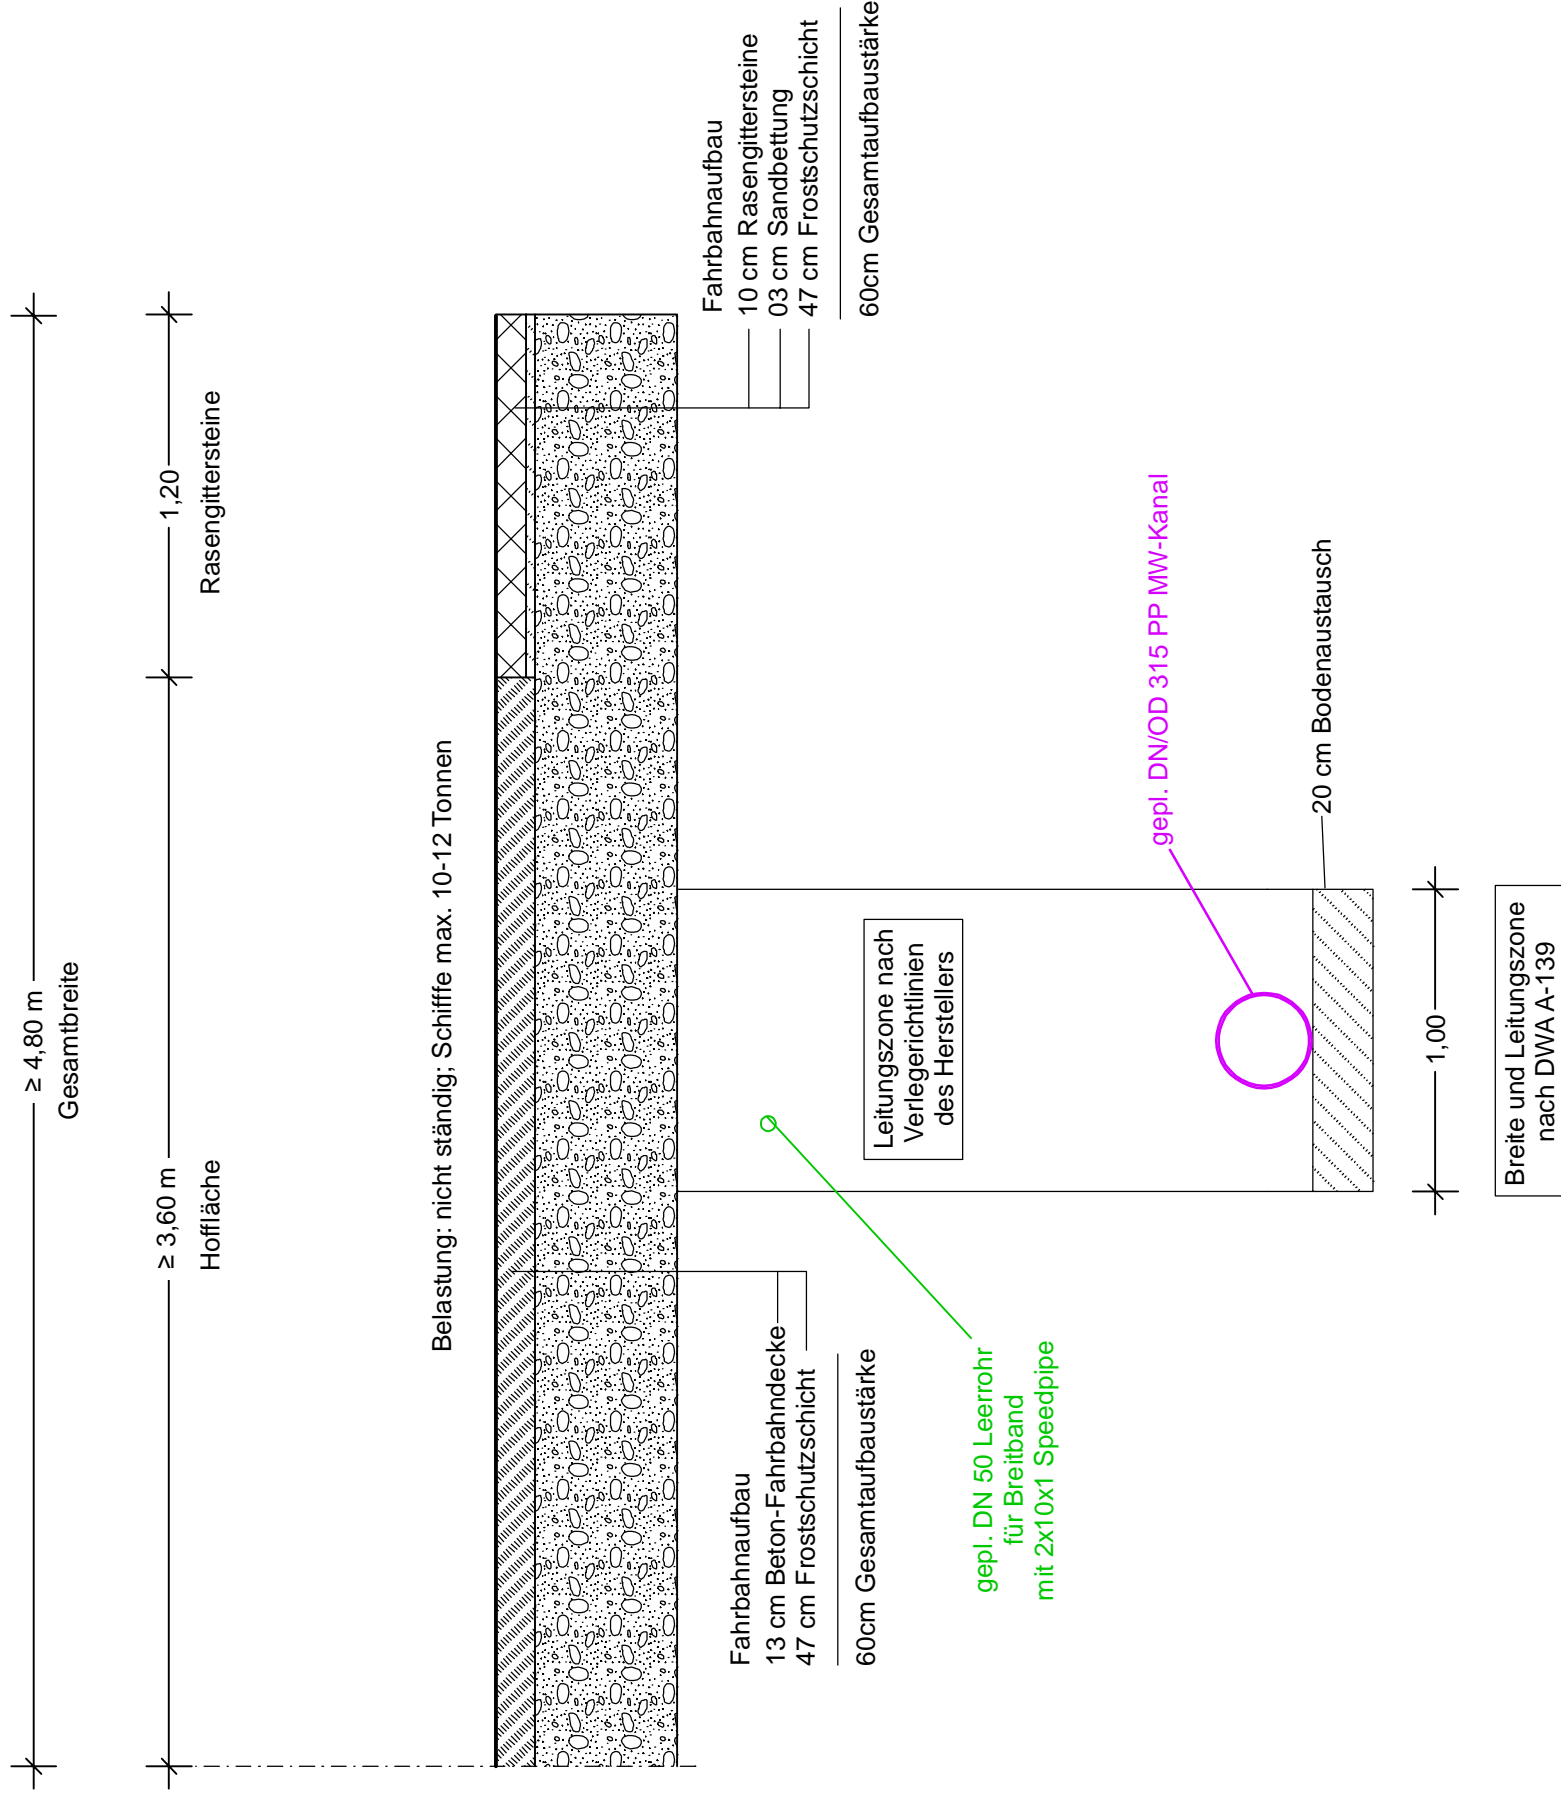 ≥ 4,80 m
Gesamtbreite
≥ 3,60 m
Hoffläche
1,20
Rasengittersteine
Belastung: nicht ständig; Schiffe max. 10-12 Tonnen
Fahrbahnaufbau
13 cm Beton-Fahrbahndecke
47 cm Frostschutzschicht
60cm Gesamtaufbaustärke
Fahrbahnaufbau
10 cm Rasengittersteine
03 cm Sandbettung
47 cm Frostschutzschicht
60cm Gesamtaufbaustärke
Leitungszone nach
Verlegerichtlinien
des Herstellers
gepl. DN 50 Leerrohr
für Breitband
mit 2x10x1 Speedpipe
gepl. DN/OD 315 PP MW-Kanal
20 cm Bodenaustausch
1,00
Breite und Leitungszone
nach DWA A-139